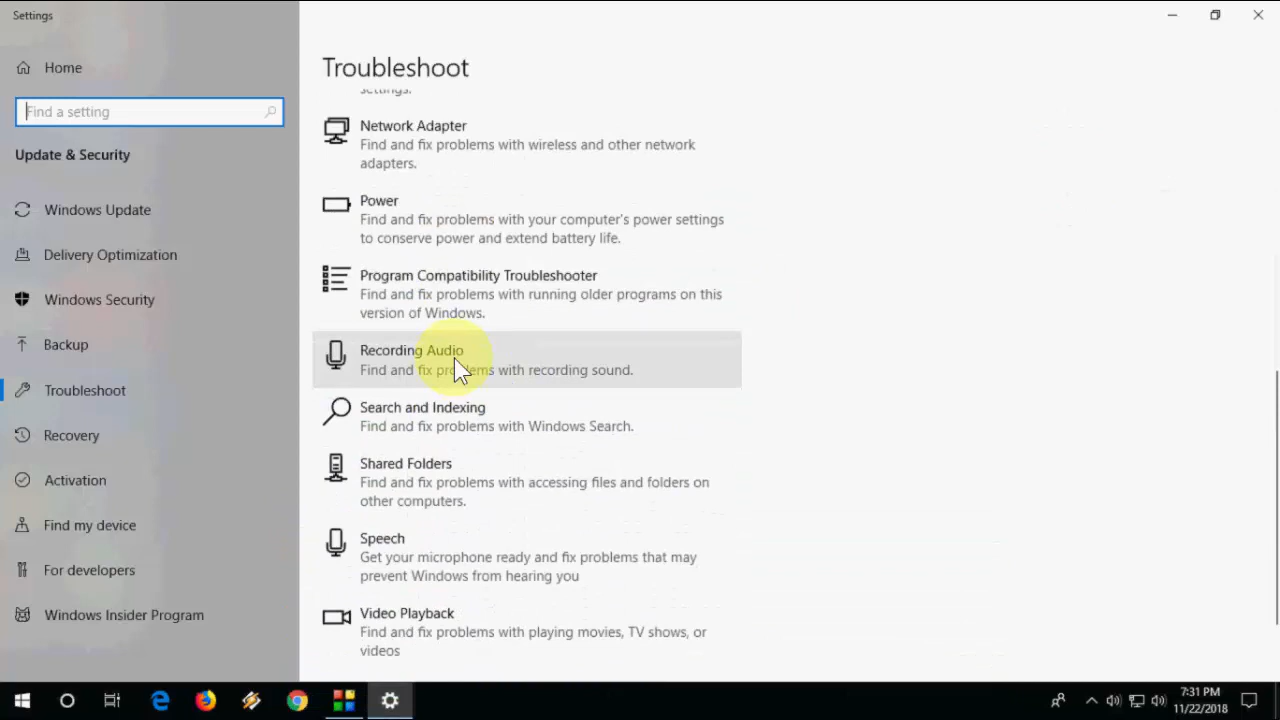 Settings
Home
Find a setting
Update & Security
Windows Update
Delivery Optimization
Windows Security
Backup
Troubleshoot
Recovery
Activation
Find my device
For developers
Windows Insider Program
Troubleshoot
settings.
Network Adapter
Find and fix problems with wireless and other network
adapters.
Power
Find and fix problems with your computer's power settings
to conserve power and extend battery life.
Program Compatibility Troubleshooter
Find and fix problems with running older programs on this
version of Windows.
Recording Audio
Find and fix problems with recording sound.
Search and Indexing
Find and fix problems with Windows Search.
Shared Folders
Find and fix problems with accessing files and folders on
other computers.
Speech
Get your microphone ready and fix problems that may
prevent Windows from hearing you
Video Playback
Find and fix problems with playing movies, TV shows, or
videos
7:31 PM
11/22/2018